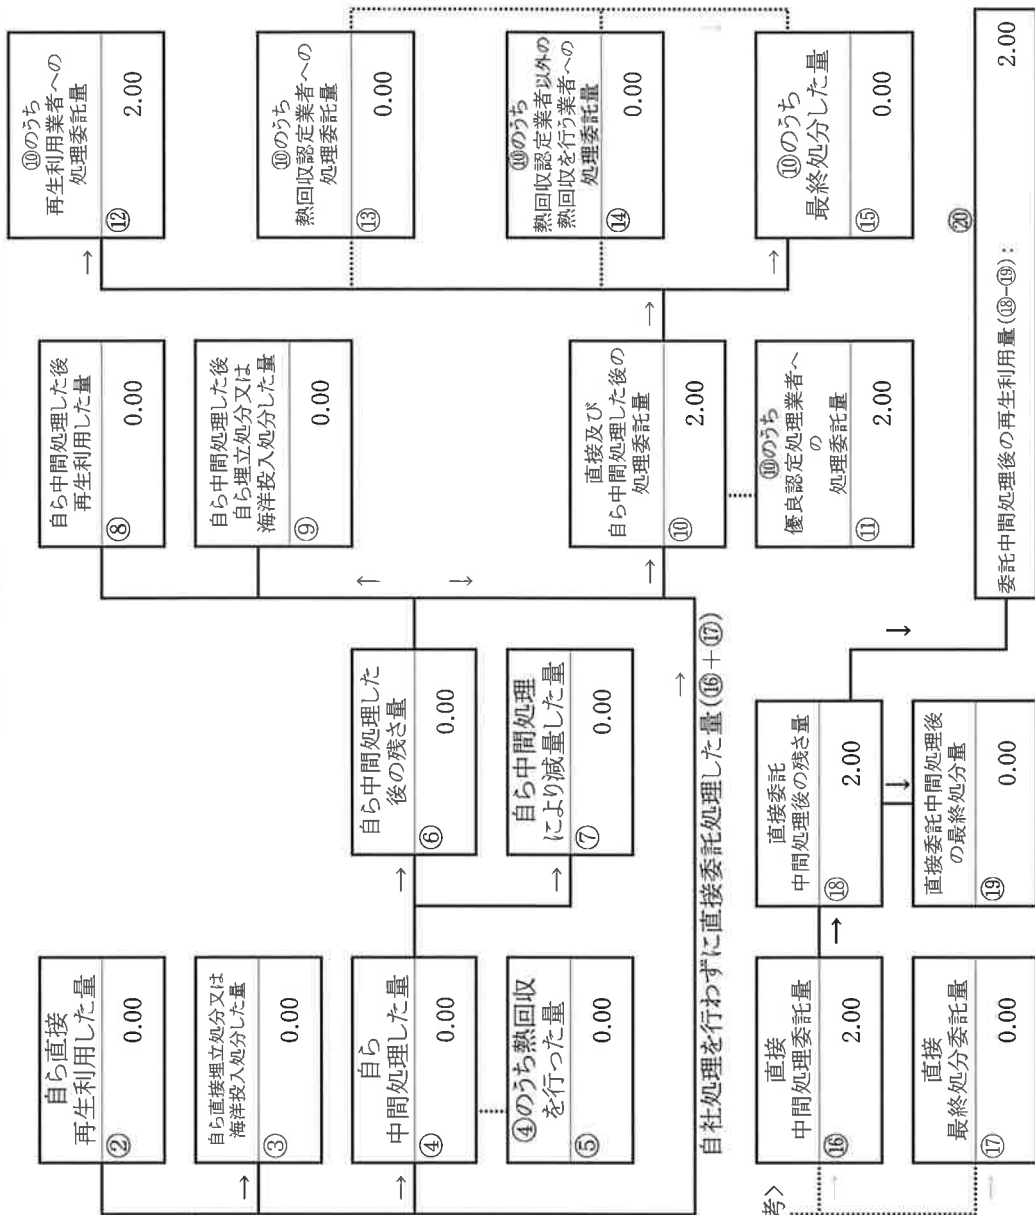 自ら直接
再生利用した量
②
0.00
自ら直接埋立処分又は
海洋投入処分した量
③
0.00
自ら
中間処理した量
④
0.00
④のうち熱回収
を行った量
⑤
0.00
自ら中間処理した
後の残さ量
⑥
0.00
自ら中間処理
により減量した量
⑦
0.00
自ら中間処理した後
再生利用した量
⑧
0.00
自ら中間処理した後
自ら埋立処分又は
海洋投入処分した量
⑨
0.00
直接及び
自ら中間処理した後の
処理委託量
⑩
2.00
⑩のうち
優良認定処理業者へ
の
処理委託量
⑪
2.00
⑩のうち
再生利用業者への
処理委託量
⑫
2.00
⑩のうち
熱回収認定業者への
処理委託量
⑬
0.00
⑩のうち
熱回収認定業者以外の
熱回収を行う業者への
処理委託量
⑭
0.00
⑩のうち
最終処分した量
⑮
0.00
自社処理を行わずに直接委託処理した量(⑯+⑰)
考>
直接
中間処理委託量
⑯
2.00
直接
最終処分委託量
⑰
0.00
直接委託
中間処理後の残さ量
⑱
2.00
直接委託中間処理後
の最終処分量
⑲
0.00
⑳
委託中間処理後の再生利用量(⑱-⑲):
2.00